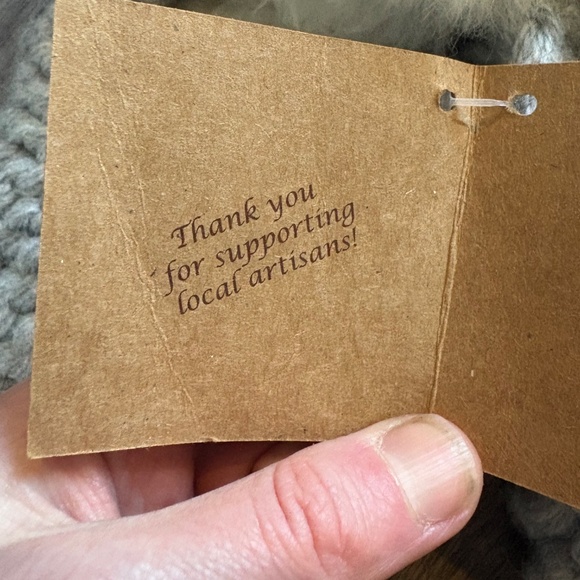 Thank you
for supporting
local artisans!